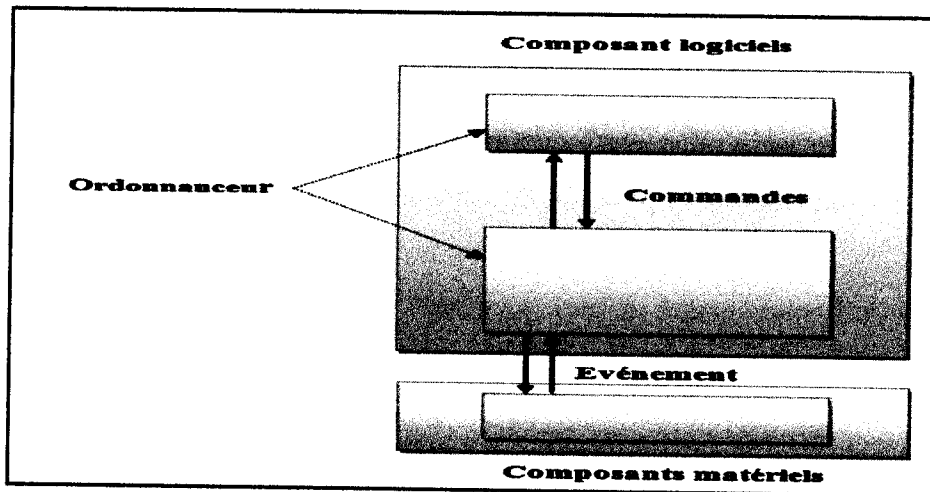 Composant logiciels
Ordonnanceur
Commandes
Evénement
Composants matériels